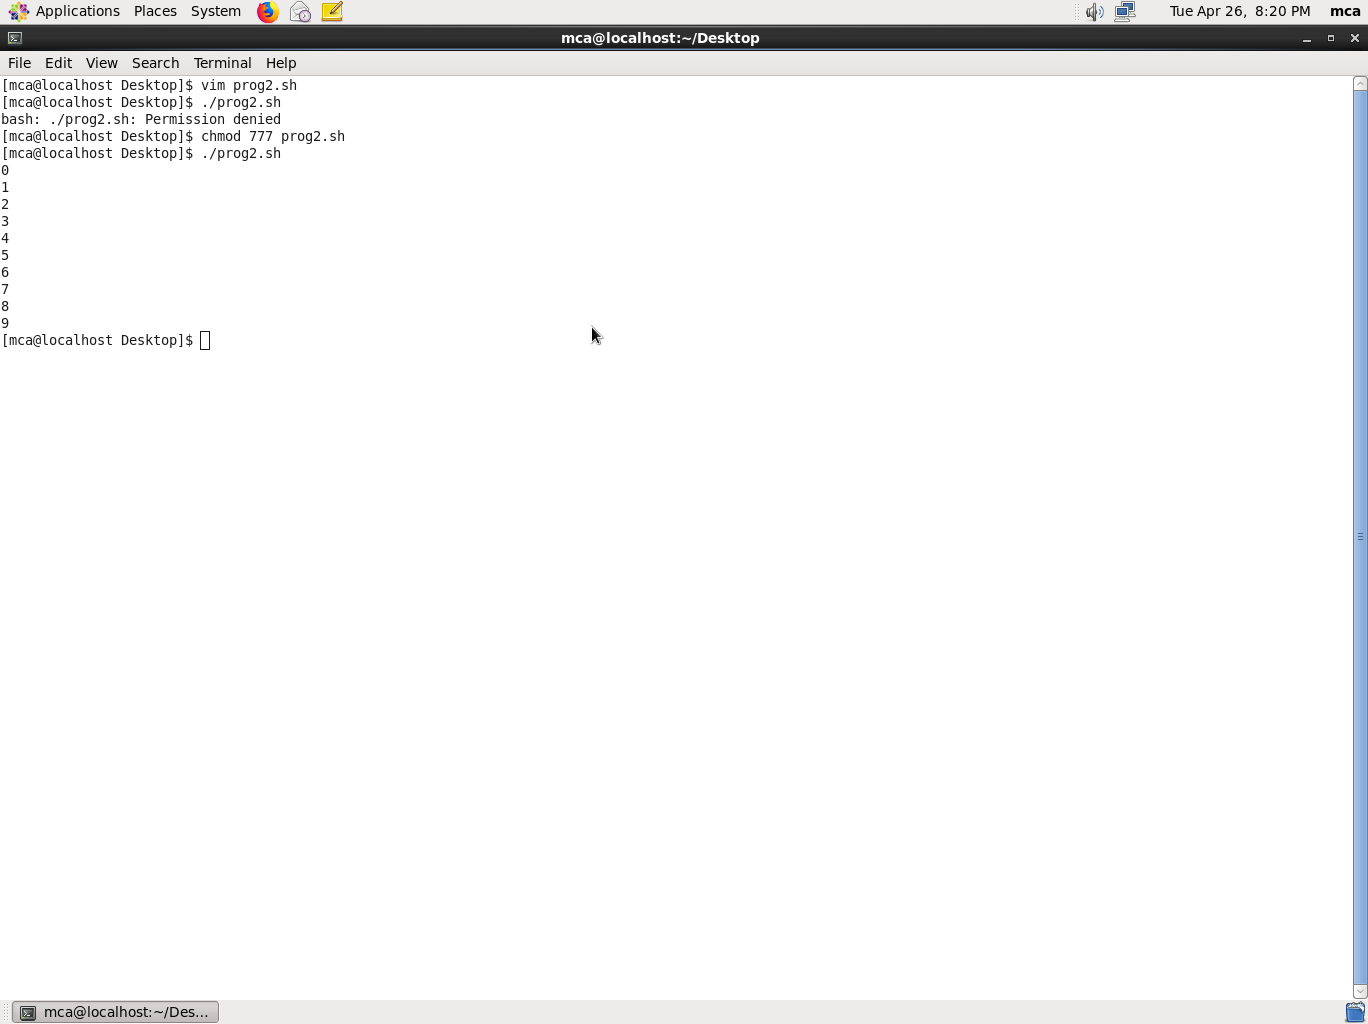 Applications Places System Tue Apr 26, 8:20 PM mca
mca@localhost:~/Desktop
File Edit View Search Terminal Help
[mca@localhost Desktop]$ vim prog2.sh
[mca@localhost Desktop]$ ./prog2.sh
bash: ./prog2.sh: Permission denied
[mca@localhost Desktop]$ chmod 777 prog2.sh
[mca@localhost Desktop]$ ./prog2.sh
0
1
2
3
4
5
6
7
8
9
[mca@localhost Desktop]$
mca@localhost:~/Des...